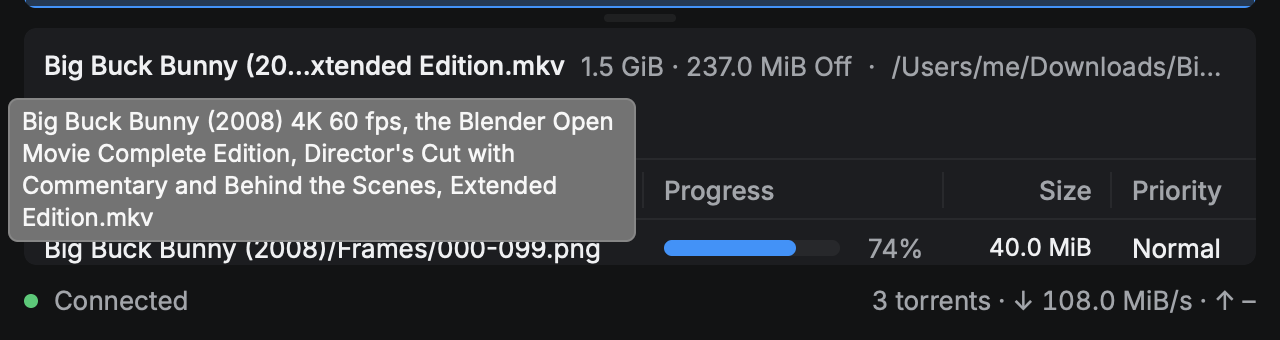 Big Buck Bunny (20...xtended Edition.mkv 1.5 GiB · 237.0 MiB Off · /Users/me/Downloads/Bi...
Big Buck Bunny (2008) 4K 60 fps, the Blender Open
Movie Complete Edition, Director's Cut with
Commentary and Behind the Scenes, Extended
Edition.mkv
Progress Size Priority
Big Buck Bunny (2008)/Frames/000-099.png 74% 40.0 MiB Normal
Connected 3 torrents · ↓ 108.0 MiB/s · ↑ –